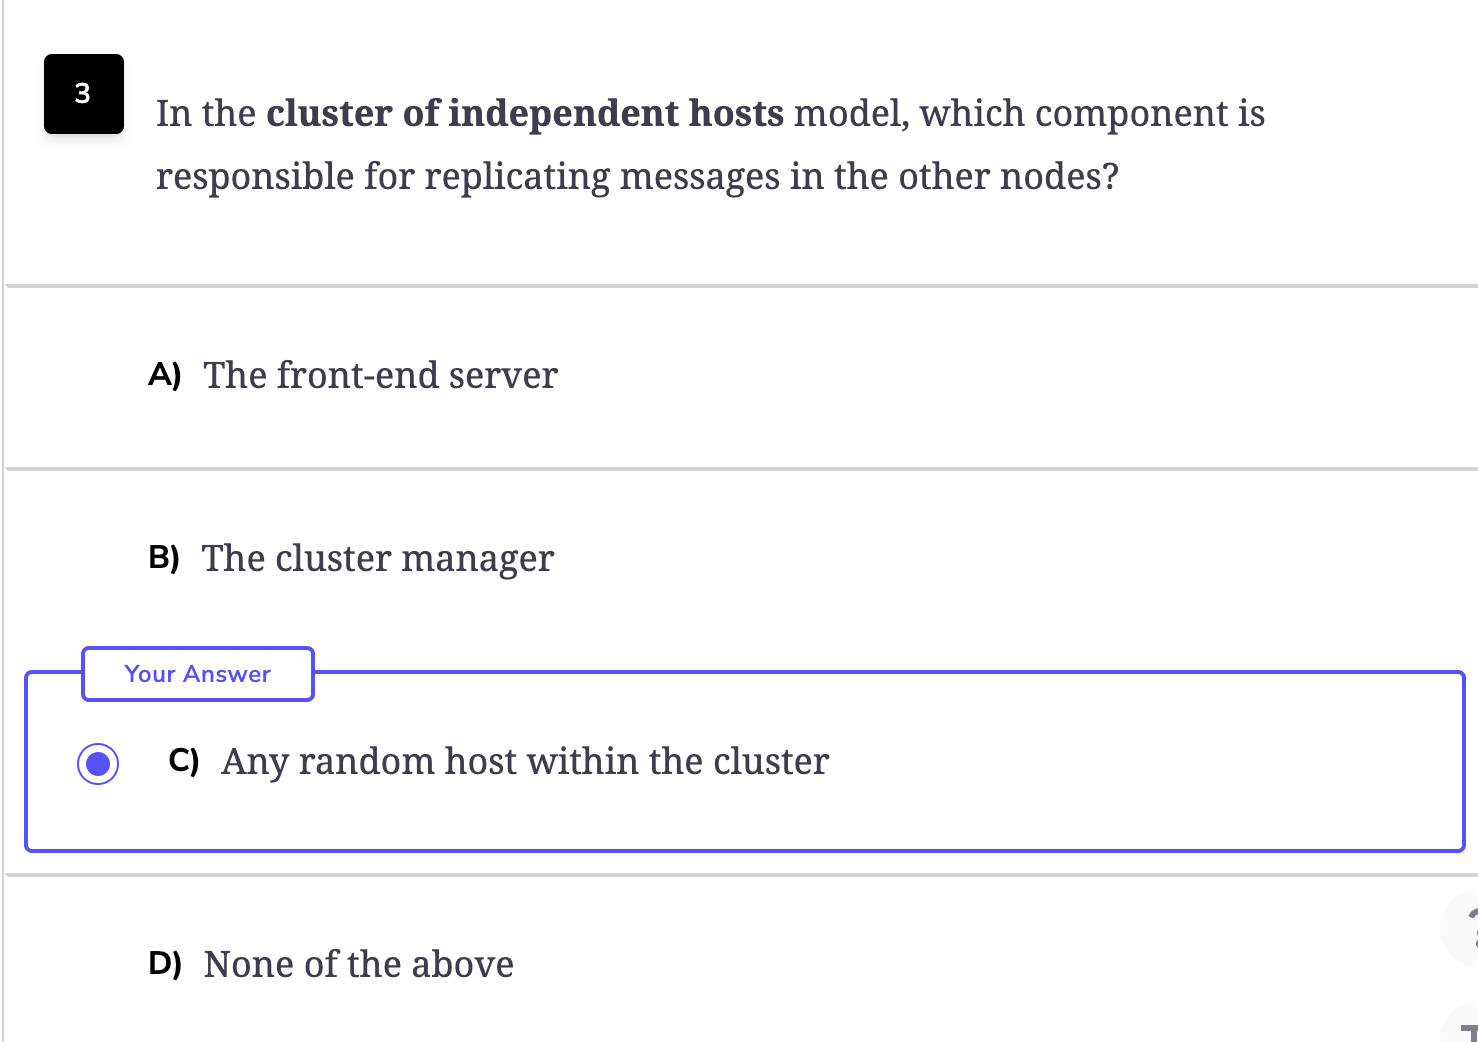 3
In the cluster of independent hosts model, which component is
responsible for replicating messages in the other nodes?
A) The front-end server
B) The cluster manager
Your Answer
C) Any random host within the cluster
D) None of the above